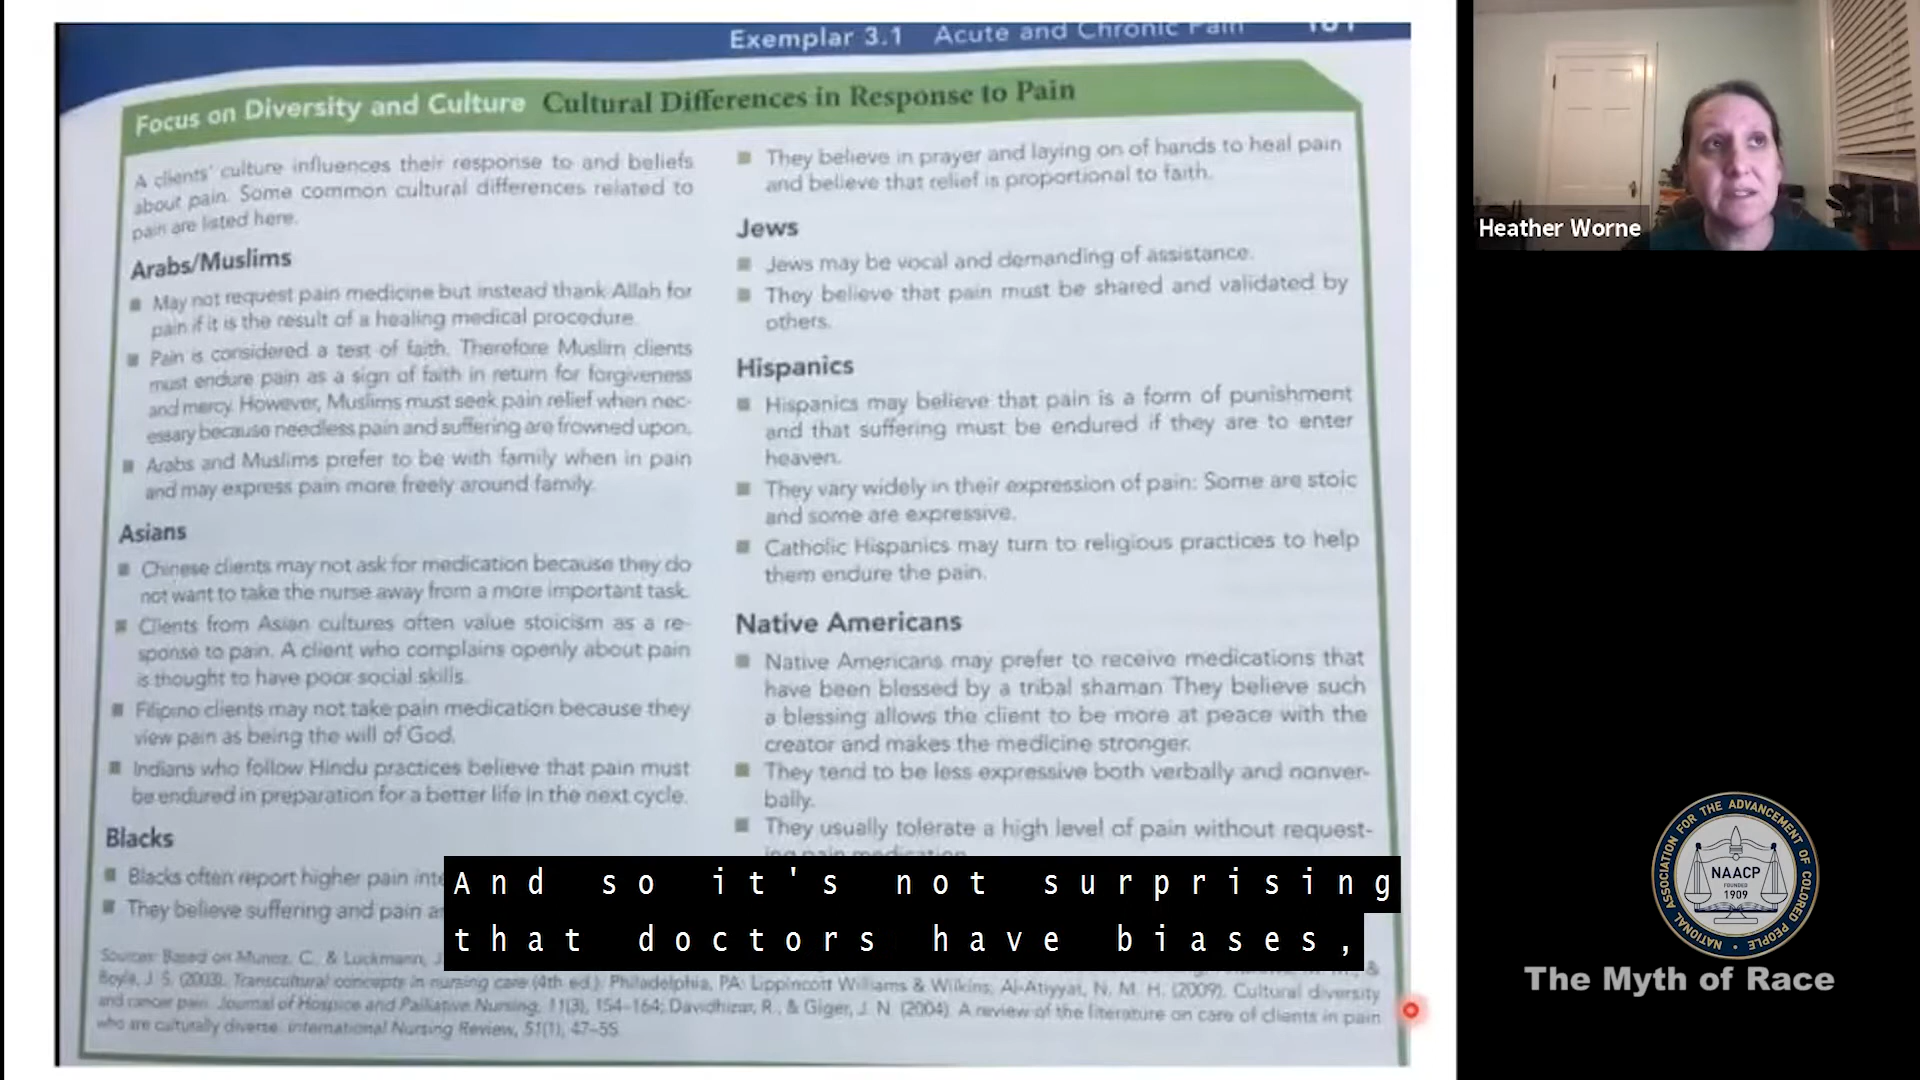 Exemplar 3.1 Acute and Chronic Pain 161
Focus on Diversity and Culture Cultural Differences in Response to Pain
A clients' culture influences their response to and beliefs
about pain. Some common cultural differences related to
pain are listed here.
Arabs/Muslims
May not request pain medicine but instead thank Allah for
pain if it is the result of a healing medical procedure.
Pain is considered a test of faith. Therefore Muslim clients
must endure pain as a sign of faith in return for forgiveness
and mercy. However, Muslims must seek pain relief when nec-
essary because needless pain and suffering are frowned upon.
Arabs and Muslims prefer to be with family when in pain
and may express pain more freely around family.
Asians
Chinese clients may not ask for medication because they do
not want to take the nurse away from a more important task.
Clients from Asian cultures often value stoicism as a re-
sponse to pain. A client who complains openly about pain
is thought to have poor social skills.
Filipino clients may not take pain medication because they
view pain as being the will of God.
Indians who follow Hindu practices believe that pain must
be endured in preparation for a better life in the next cycle.
Blacks
Blacks often report higher pain
They believe suffering and pain
They believe in prayer and laying on of hands to heal pain
and believe that relief is proportional to faith.
Jews
Jews may be vocal and demanding of assistance.
They believe that pain must be shared and validated by
others.
Hispanics
Hispanics may believe that pain is a form of punishment
and that suffering must be endured if they are to enter
heaven.
They vary widely in their expression of pain: Some are stoic
and some are expressive.
Catholic Hispanics may turn to religious practices to help
them endure the pain.
Native Americans
Native Americans may prefer to receive medications that
have been blessed by a tribal shaman They believe such
a blessing allows the client to be more at peace with the
creator and makes the medicine stronger.
They tend to be less expressive both verbally and nonver-
bally.
They usually tolerate a high level of pain without request-
ing pain medication.
Sources: Based on Munoz, C., & Luckmann, J.
&
Boyle, J. S. (2003). Transcultural concepts in nursing care (4th ed.). Philadelphia, PA: Lippincott Williams & Wilkins; Al-Atiyyat, N. M. H. (2009). Cultural diversity
and cancer pain. Journal of Hospice and Palliative Nursing, 11(3), 154–164; Davidhizar, R., & Giger, J. N. (2004). A review of the literature on care of clients in pain
who are culturally diverse. International Nursing Review, 51(1), 47–55.
And so it's not surprising
that doctors have biases,
Heather Worne
NATIONAL ASSOCIATION FOR THE ADVANCEMENT OF COLORED PEOPLE
NAACP
FOUNDED
1909
The Myth of Race